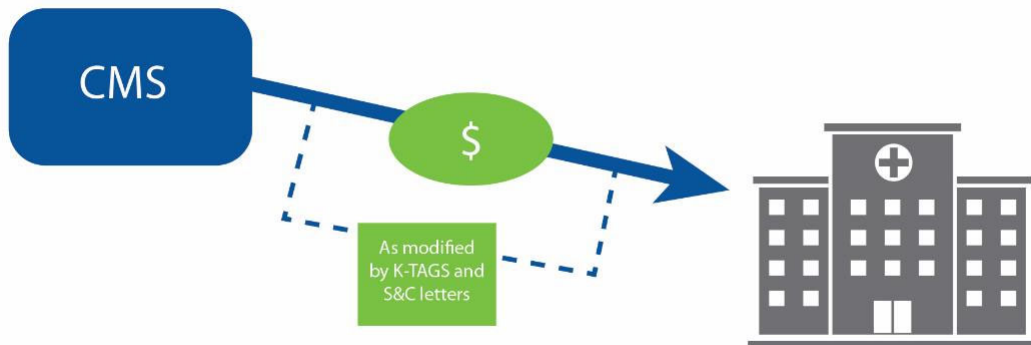 CMS
$
As modified
by K-TAGS and
S&C letters